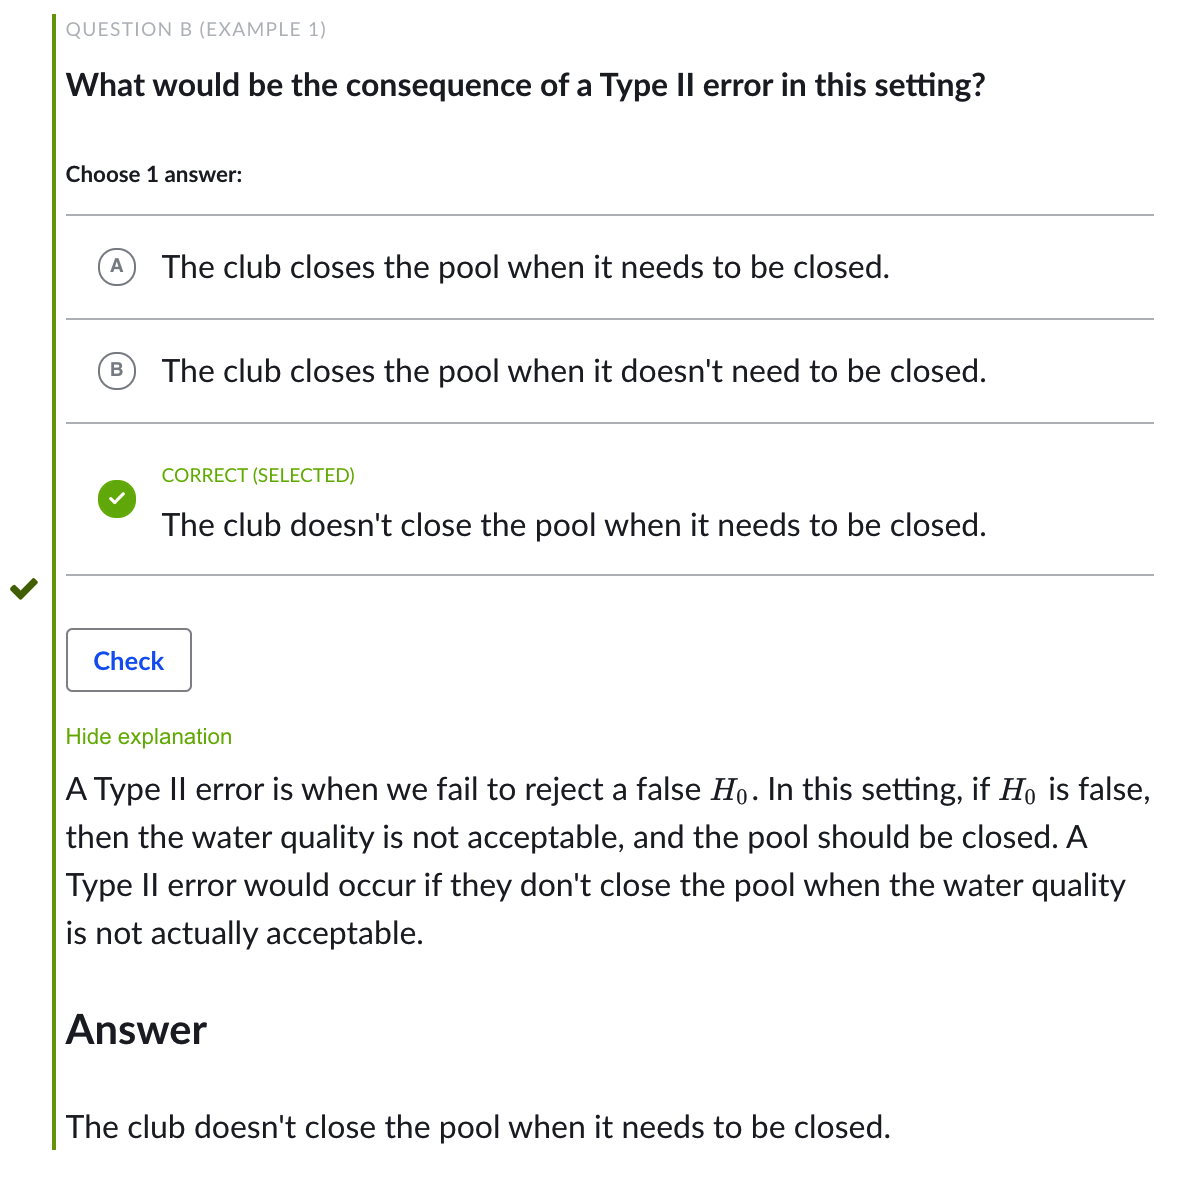 QUESTION B (EXAMPLE 1)
What would be the consequence of a Type II error in this setting?
Choose 1 answer:
A The club closes the pool when it needs to be closed.
B The club closes the pool when it doesn't need to be closed.
CORRECT (SELECTED)
The club doesn't close the pool when it needs to be closed.
Check
Hide explanation
A Type II error is when we fail to reject a false H₀. In this setting, if H₀ is false,
then the water quality is not acceptable, and the pool should be closed. A
Type II error would occur if they don't close the pool when the water quality
is not actually acceptable.
Answer
The club doesn't close the pool when it needs to be closed.